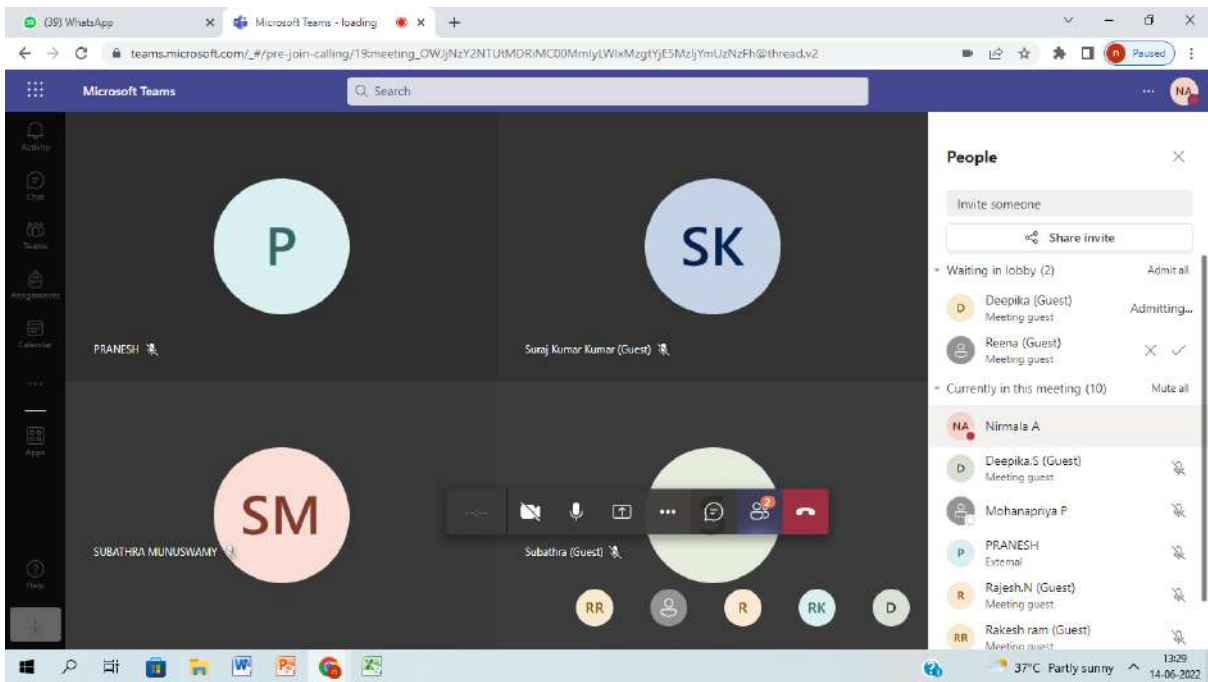 (39) WhatsApp
Microsoft Teams - loading
teams.microsoft.com/_#/pre-join-calling/19:meeting_OWJjNzY2NTUtMDRiMC00MmIyLWIxMzgtYjE5MzljYmUzNzFh@thread.v2
n Paused
Microsoft Teams
Search
NA
Activity
Chat
Teams
Assignments
Calendar
Apps
Help
P
PRANESH
SK
Suraj Kumar Kumar (Guest)
SM
SUBATHRA MUNUSWAMY
Subathra (Guest)
--:--
2
RR
R
RK
D
People
Invite someone
Share invite
Waiting in lobby (2) Admit all
D Deepika (Guest) Admitting...
Meeting guest
Reena (Guest)
Meeting guest
Currently in this meeting (10) Mute all
NA Nirmala A
D Deepika.S (Guest)
Meeting guest
Mohanapriya P
P PRANESH
External
R Rajesh.N (Guest)
Meeting guest
RR Rakesh ram (Guest)
Meeting guest
37°C Partly sunny
13:29
14-06-2022